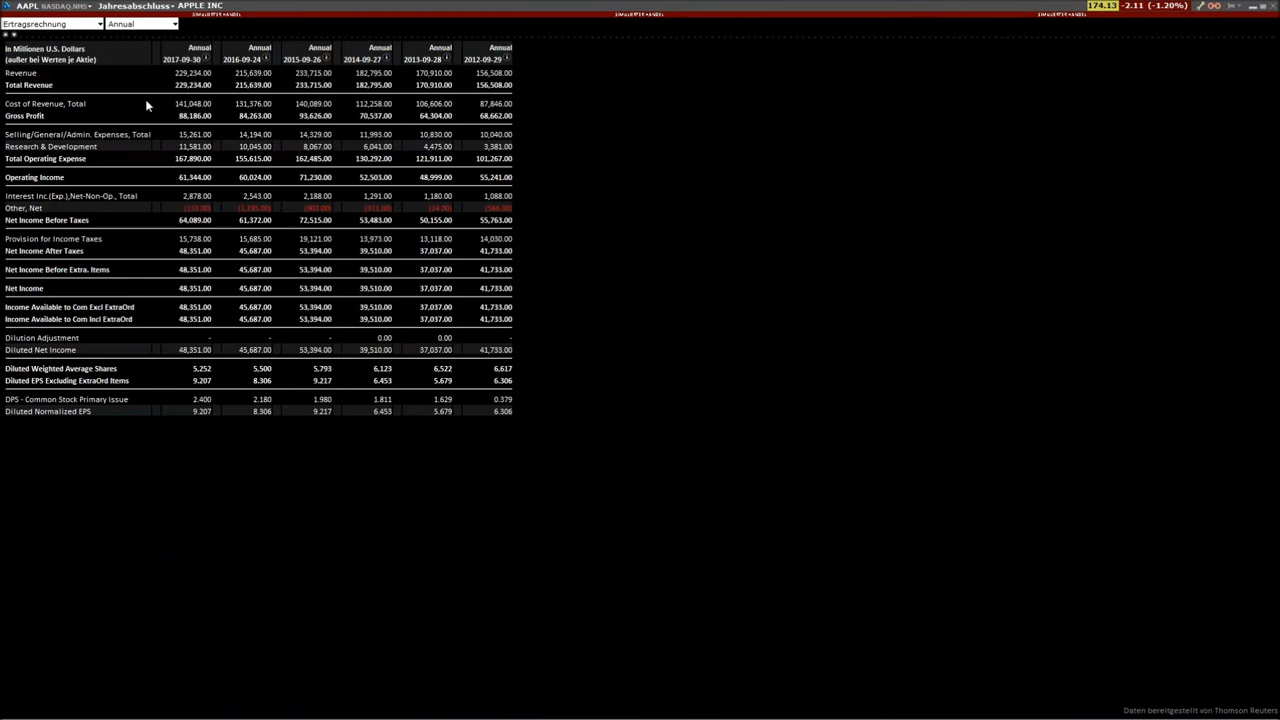 AAPL NASDAQ.NMS Jahresabschluss APPLE INC 174.13 -2.11 (-1.20%)
Ertragsrechnung Annual
In Millionen U.S. Dollars Annual Annual Annual Annual Annual Annual
(außer bei Werten je Aktie) 2017-09-30 2016-09-24 2015-09-26 2014-09-27 2013-09-28 2012-09-29
Revenue 229,234.00 215,639.00 233,715.00 182,795.00 170,910.00 156,508.00
Total Revenue 229,234.00 215,639.00 233,715.00 182,795.00 170,910.00 156,508.00
Cost of Revenue, Total 141,048.00 131,376.00 140,089.00 112,258.00 106,606.00 87,846.00
Gross Profit 88,186.00 84,263.00 93,626.00 70,537.00 64,304.00 68,662.00
Selling/General/Admin. Expenses, Total 15,261.00 14,194.00 14,329.00 11,993.00 10,830.00 10,040.00
Research & Development 11,581.00 10,045.00 8,067.00 6,041.00 4,475.00 3,381.00
Total Operating Expense 167,890.00 155,615.00 162,485.00 130,292.00 121,911.00 101,267.00
Operating Income 61,344.00 60,024.00 71,230.00 52,503.00 48,999.00 55,241.00
Interest Inc.(Exp.),Net-Non-Op., Total 2,878.00 2,543.00 2,188.00 1,291.00 1,180.00 1,088.00
Other, Net (133.00) (1,195.00) (903.00) (311.00) (24.00) (566.00)
Net Income Before Taxes 64,089.00 61,372.00 72,515.00 53,483.00 50,155.00 55,763.00
Provision for Income Taxes 15,738.00 15,685.00 19,121.00 13,973.00 13,118.00 14,030.00
Net Income After Taxes 48,351.00 45,687.00 53,394.00 39,510.00 37,037.00 41,733.00
Net Income Before Extra. Items 48,351.00 45,687.00 53,394.00 39,510.00 37,037.00 41,733.00
Net Income 48,351.00 45,687.00 53,394.00 39,510.00 37,037.00 41,733.00
Income Available to Com Excl ExtraOrd 48,351.00 45,687.00 53,394.00 39,510.00 37,037.00 41,733.00
Income Available to Com Incl ExtraOrd 48,351.00 45,687.00 53,394.00 39,510.00 37,037.00 41,733.00
Dilution Adjustment - - - 0.00 0.00 -
Diluted Net Income 48,351.00 45,687.00 53,394.00 39,510.00 37,037.00 41,733.00
Diluted Weighted Average Shares 5,252 5,500 5,793 6,123 6,522 6,617
Diluted EPS Excluding ExtraOrd Items 9.207 8.306 9.217 6.453 5.679 6.306
DPS - Common Stock Primary Issue 2.400 2.180 1.980 1.811 1.629 0.379
Diluted Normalized EPS 9.207 8.306 9.217 6.453 5.679 6.306
Daten bereitgestellt von Thomson Reuters